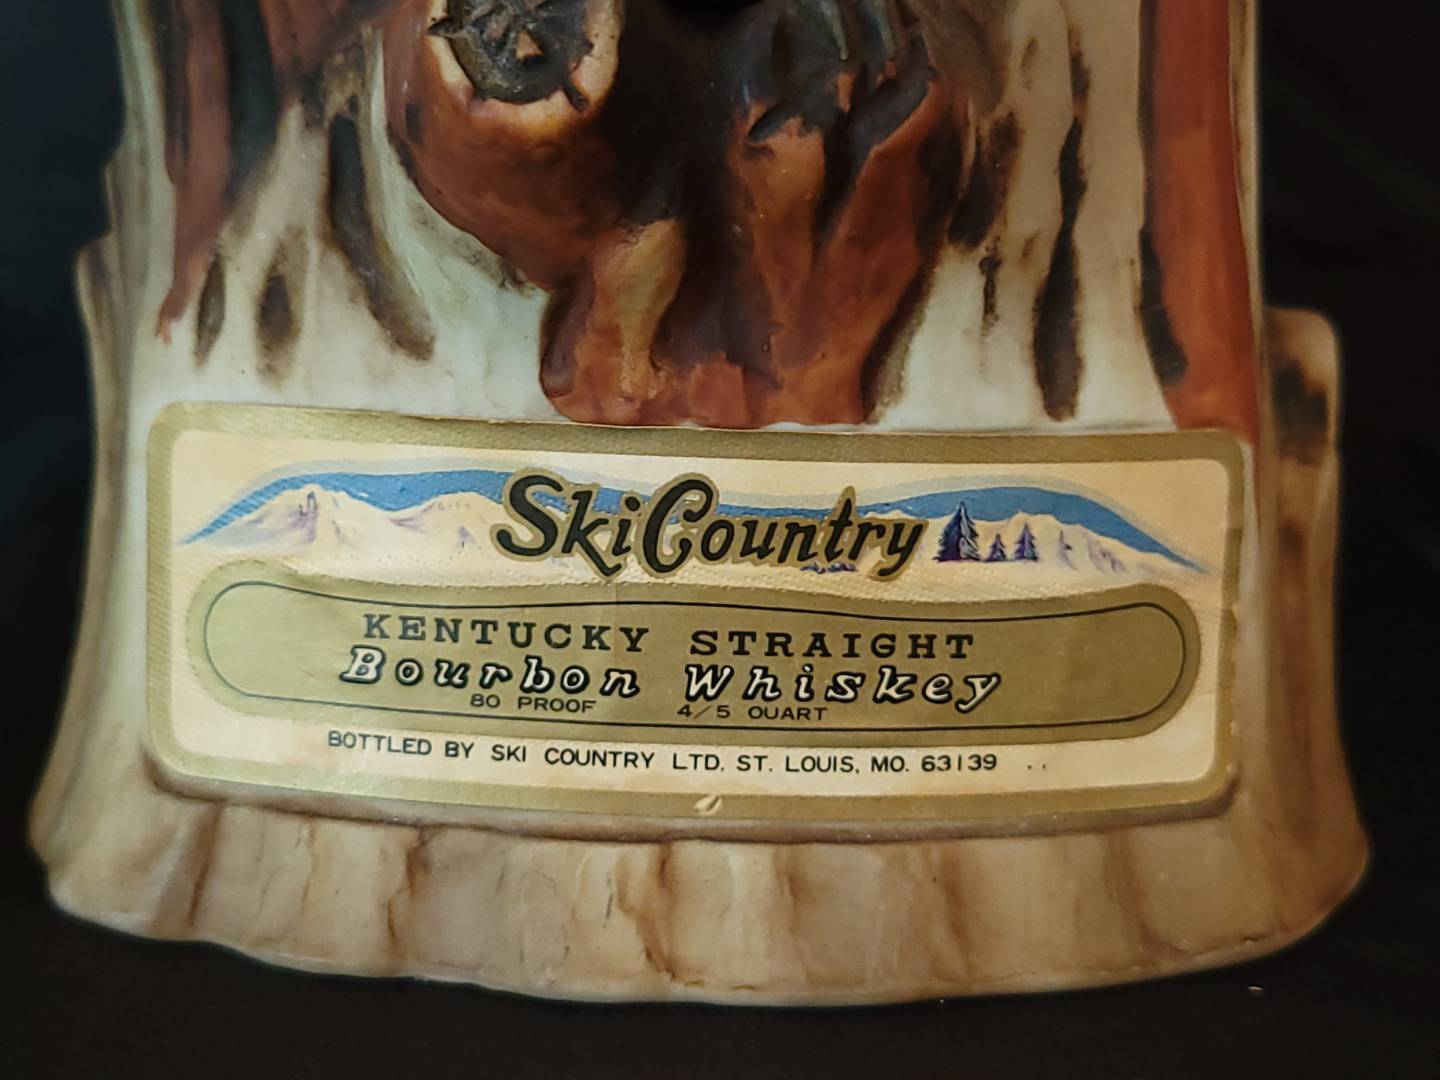 Ski Country
KENTUCKY STRAIGHT
Bourbon Whiskey
80 PROOF 4/5 QUART
BOTTLED BY SKI COUNTRY LTD. ST. LOUIS, MO. 63139